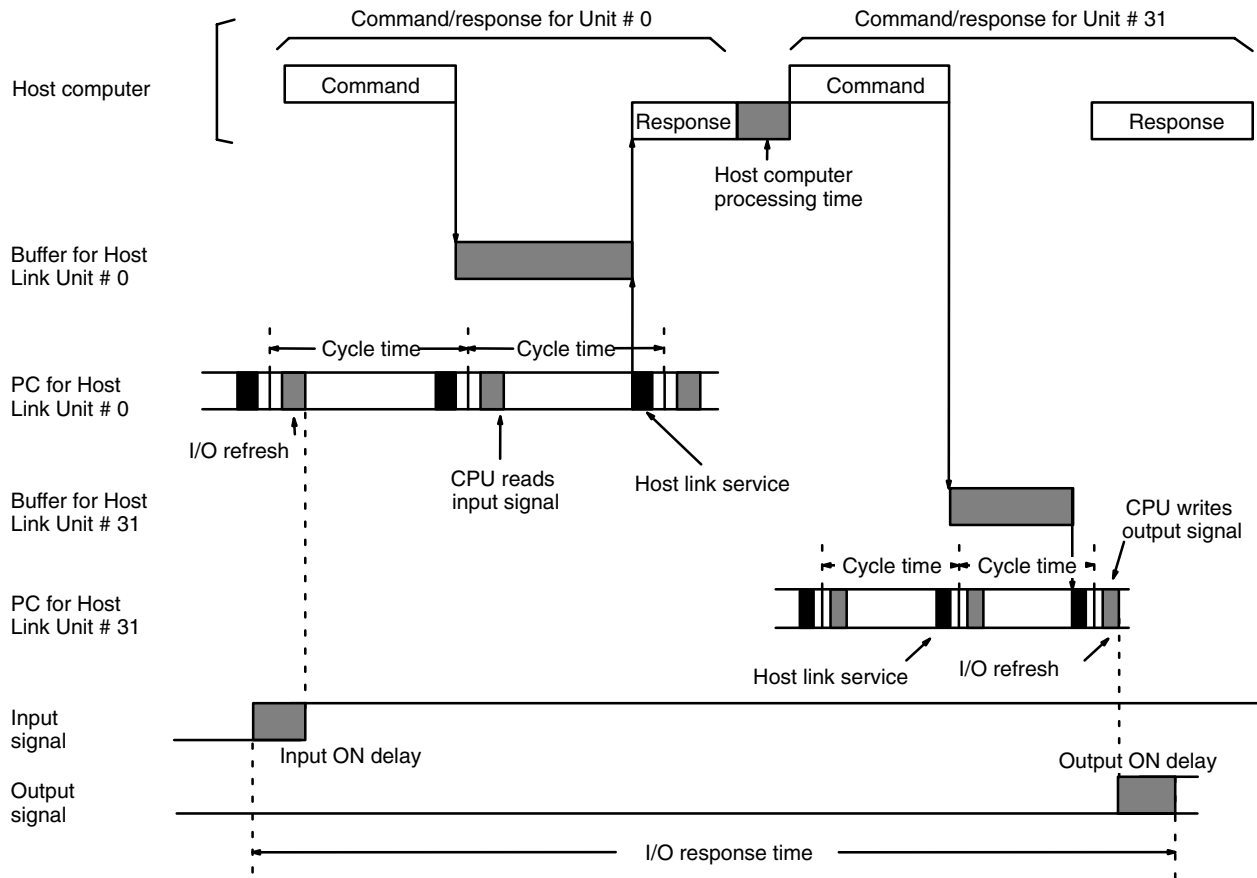 Command/response for Unit # 0
Command/response for Unit # 31
Host computer
Command
Command
Response
Response
Host computer
processing time
Buffer for Host
Link Unit # 0
Cycle time
Cycle time
PC for Host
Link Unit # 0
I/O refresh
CPU reads
input signal
Host link service
Buffer for Host
Link Unit # 31
CPU writes
output signal
Cycle time
Cycle time
PC for Host
Link Unit # 31
Host link service
I/O refresh
Input
signal
Input ON delay
Output ON delay
Output
signal
I/O response time